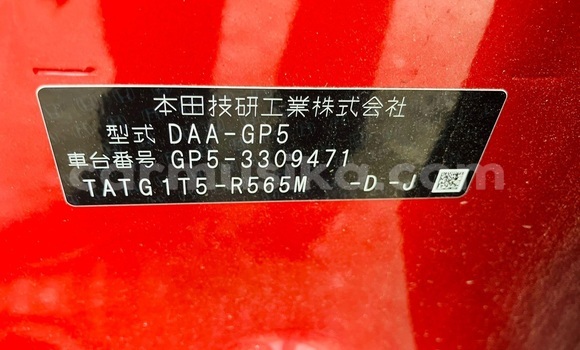 本田技研工業株式会社
型式 DAA-GP5
車台番号 GP5-3309471
TATG1T5-R565M -D-J